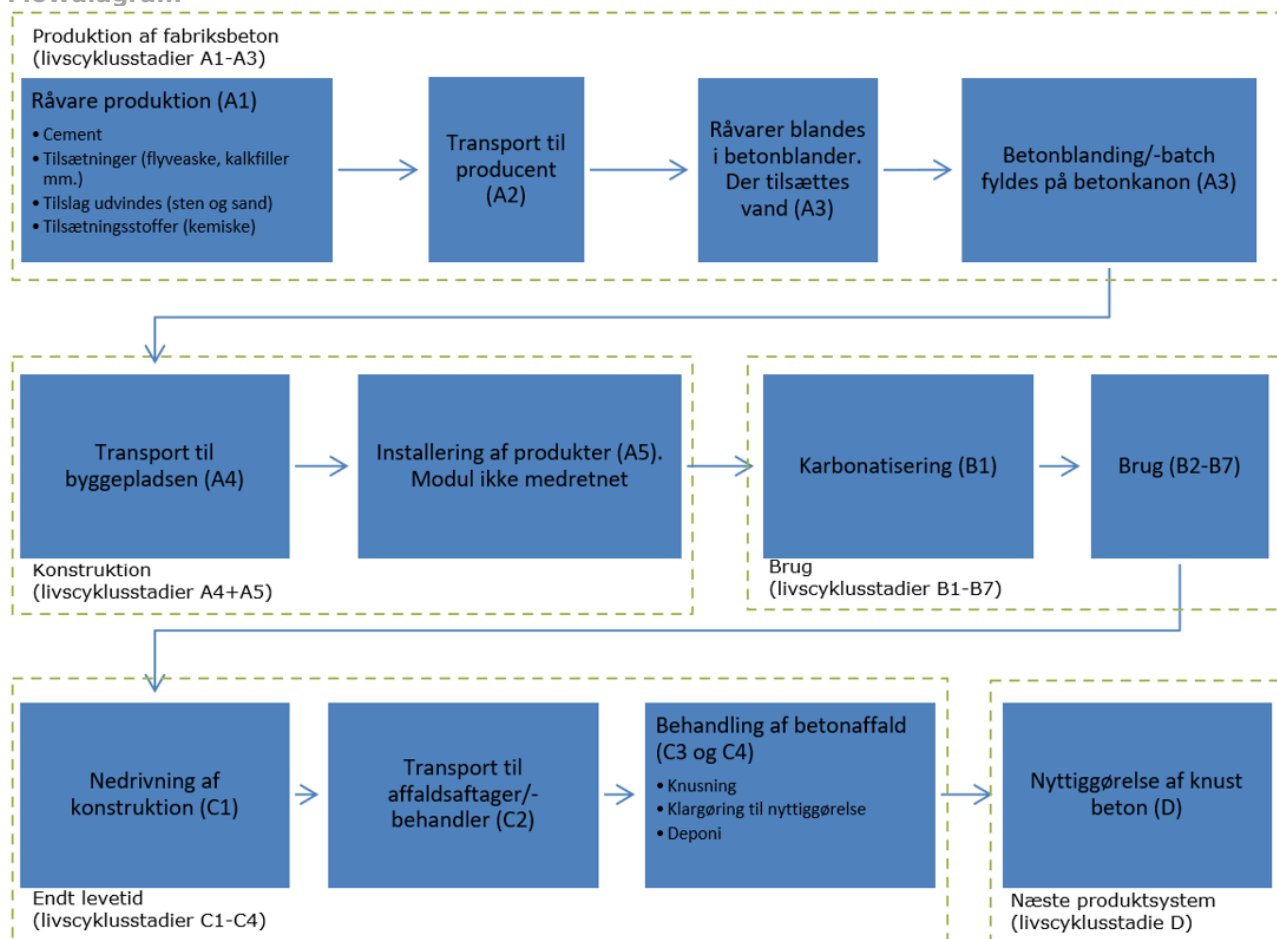 Produktion af fabriksbeton
(livscyklusstadier A1-A3)
Råvare produktion (A1)
• Cement
• Tilsætninger (flyveaske, kalkfiller
mm.)
• Tilslag udvindes (sten og sand)
• Tilsætningsstoffer (kemiske)
Transport til
producent
(A2)
Råvarer blandes
i betonblander.
Der tilsættes
vand (A3)
Betonblanding/-batch
fyldes på betonkanon (A3)
Transport til
byggepladsen (A4)
Installering af produkter (A5).
Modul ikke medretnet
Konstruktion
(livscyklusstadier A4+A5)
Karbonatisering (B1)
Brug (B2-B7)
Brug
(livscyklusstadier B1-B7)
Nedrivning af
konstruktion (C1)
Transport til
affaldsaftager/-
behandler (C2)
Behandling af betonaffald
(C3 og C4)
• Knusning
• Klargøring til nyttiggørelse
• Deponi
Endt levetid
(livscyklusstadier C1-C4)
Nyttiggørelse af knust
beton (D)
Næste produktsystem
(livscyklusstadie D)